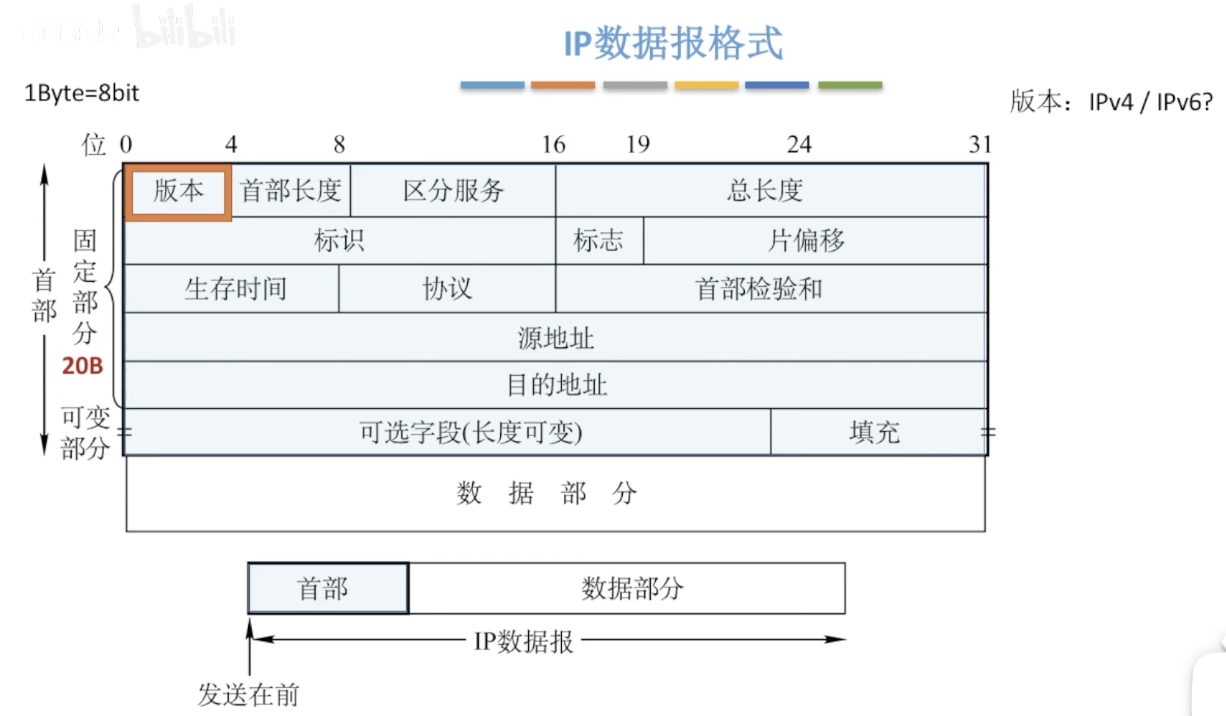 bilibili
IP数据报格式
1Byte=8bit
版本：IPv4 / IPv6?
位 0 4 8 16 19 24 31
版本 首部长度 区分服务 总长度
标识 标志 片偏移
生存时间 协议 首部检验和
源地址
目的地址
可选字段(长度可变) 填充
数据部分
首部
固定部分
20B
可变部分
首部 数据部分
IP数据报
发送在前